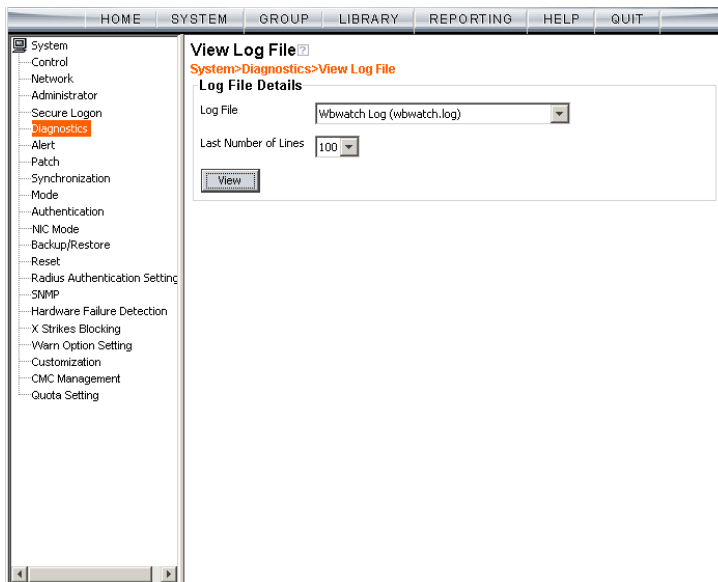 HOME SYSTEM GROUP LIBRARY REPORTING HELP QUIT
System
Control
Network
Administrator
Secure Logon
Diagnostics
Alert
Patch
Synchronization
Mode
Authentication
NIC Mode
Backup/Restore
Reset
Radius Authentication Setting
SNMP
Hardware Failure Detection
X Strikes Blocking
Warn Option Setting
Customization
CMC Management
Quota Setting
View Log File ?
System>Diagnostics>View Log File
Log File Details
Log File Wbwatch Log (wbwatch.log)
Last Number of Lines 100
View